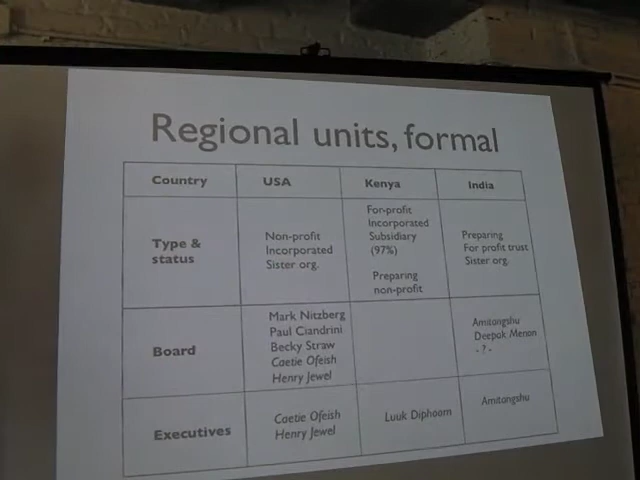 Regional units, formal
Country USA Kenya India
Type & status
Non-profit
Incorporated
Sister org.
For-profit
Incorporated
Subsidiary
(97%)
Preparing
non-profit
Preparing
For profit trust
Sister org.
Board
Mark Nitzberg
Paul Ciandrini
Becky Straw
Caetie Ofeish
Henry Jewel
Amitangshu
Deepak Menon
- ? -
Executives
Caetie Ofeish
Henry Jewel
Luuk Diphoorn
Amitangshu